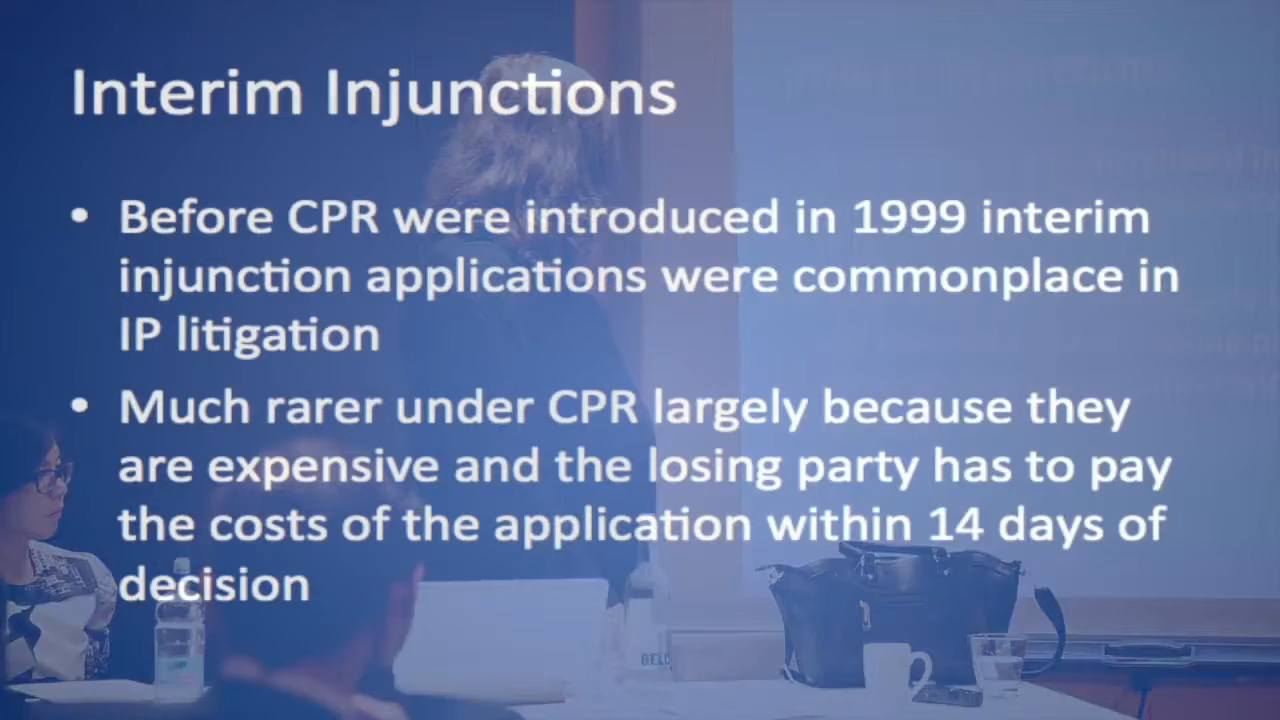 Interim Injunctions
• Before CPR were introduced in 1999 interim
injunction applications were commonplace in
IP litigation
• Much rarer under CPR largely because they
are expensive and the losing party has to pay
the costs of the application within 14 days of
decision